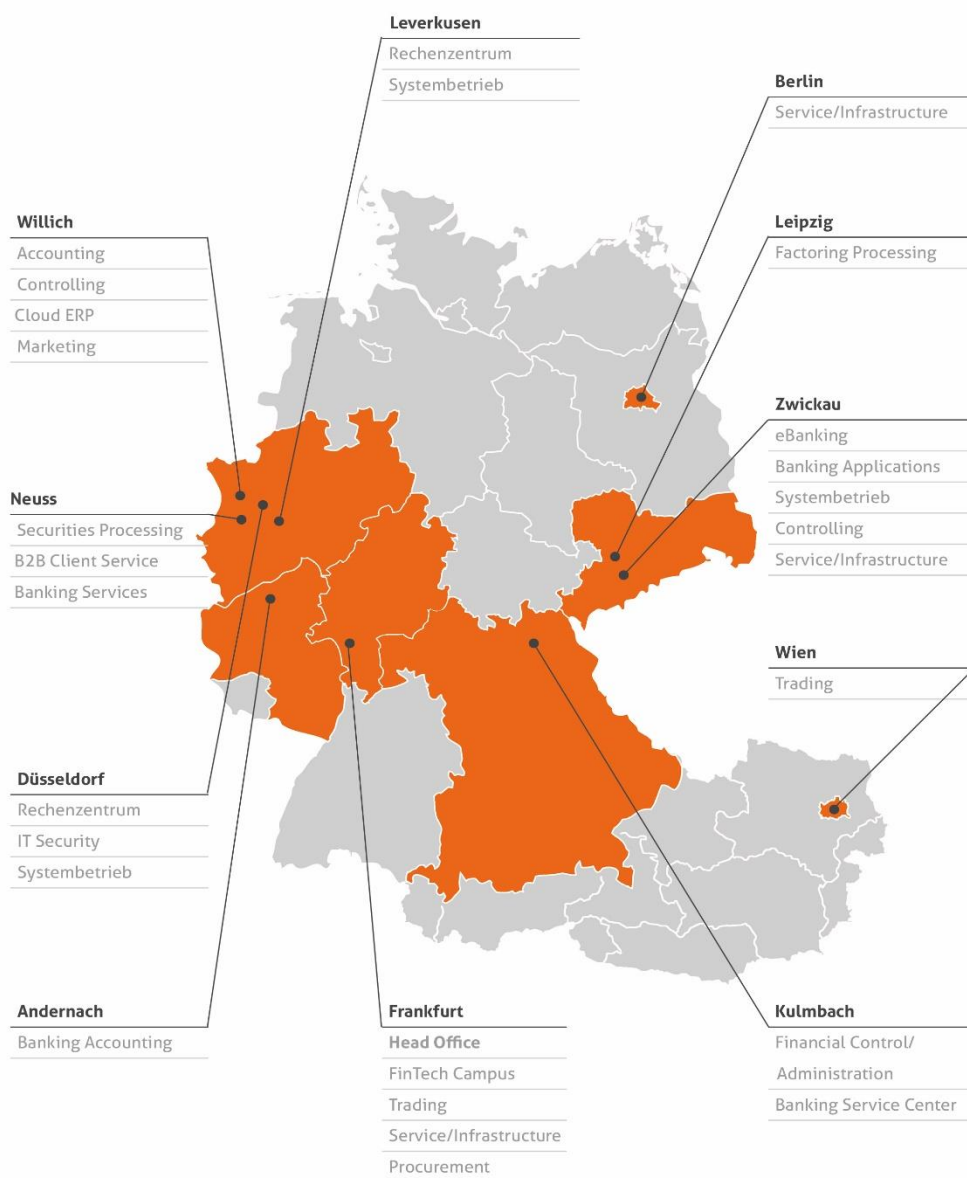 Leverkusen
Rechenzentrum
Systembetrieb
Berlin
Service/Infrastructure
Willich
Accounting
Controlling
Cloud ERP
Marketing
Leipzig
Factoring Processing
Zwickau
eBanking
Banking Applications
Systembetrieb
Controlling
Service/Infrastructure
Neuss
Securities Processing
B2B Client Service
Banking Services
Wien
Trading
Düsseldorf
Rechenzentrum
IT Security
Systembetrieb
Andernach
Banking Accounting
Frankfurt
Head Office
FinTech Campus
Trading
Service/Infrastructure
Procurement
Kulmbach
Financial Control/
Administration
Banking Service Center